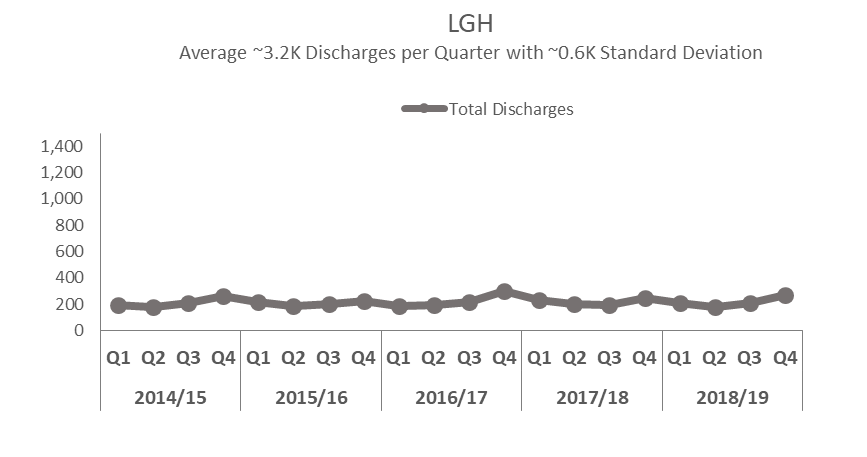 LGH
Average ~3.2K Discharges per Quarter with ~0.6K Standard Deviation
Total Discharges
1,400
1,200
1,000
800
600
400
200
0
Q1 Q2 Q3 Q4 Q1 Q2 Q3 Q4 Q1 Q2 Q3 Q4 Q1 Q2 Q3 Q4 Q1 Q2 Q3 Q4
2014/15 2015/16 2016/17 2017/18 2018/19